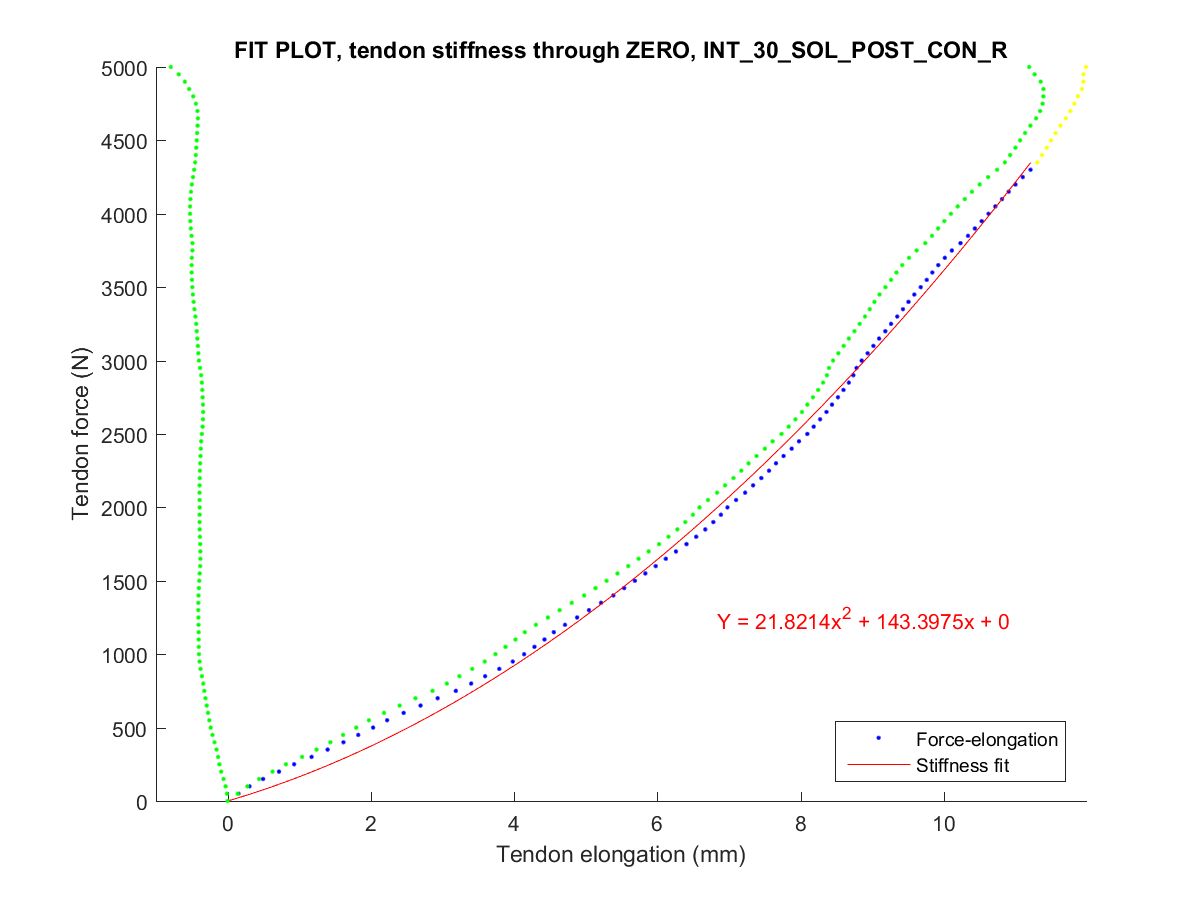 FIT PLOT, tendon stiffness through ZERO, INT_30_SOL_POST_CON_R
5000
4500
4000
3500
3000
2500
2000
1500
1000
500
0
Tendon force (N)
Y = 21.8214x² + 143.3975x + 0
Force-elongation
Stiffness fit
0 2 4 6 8 10
Tendon elongation (mm)